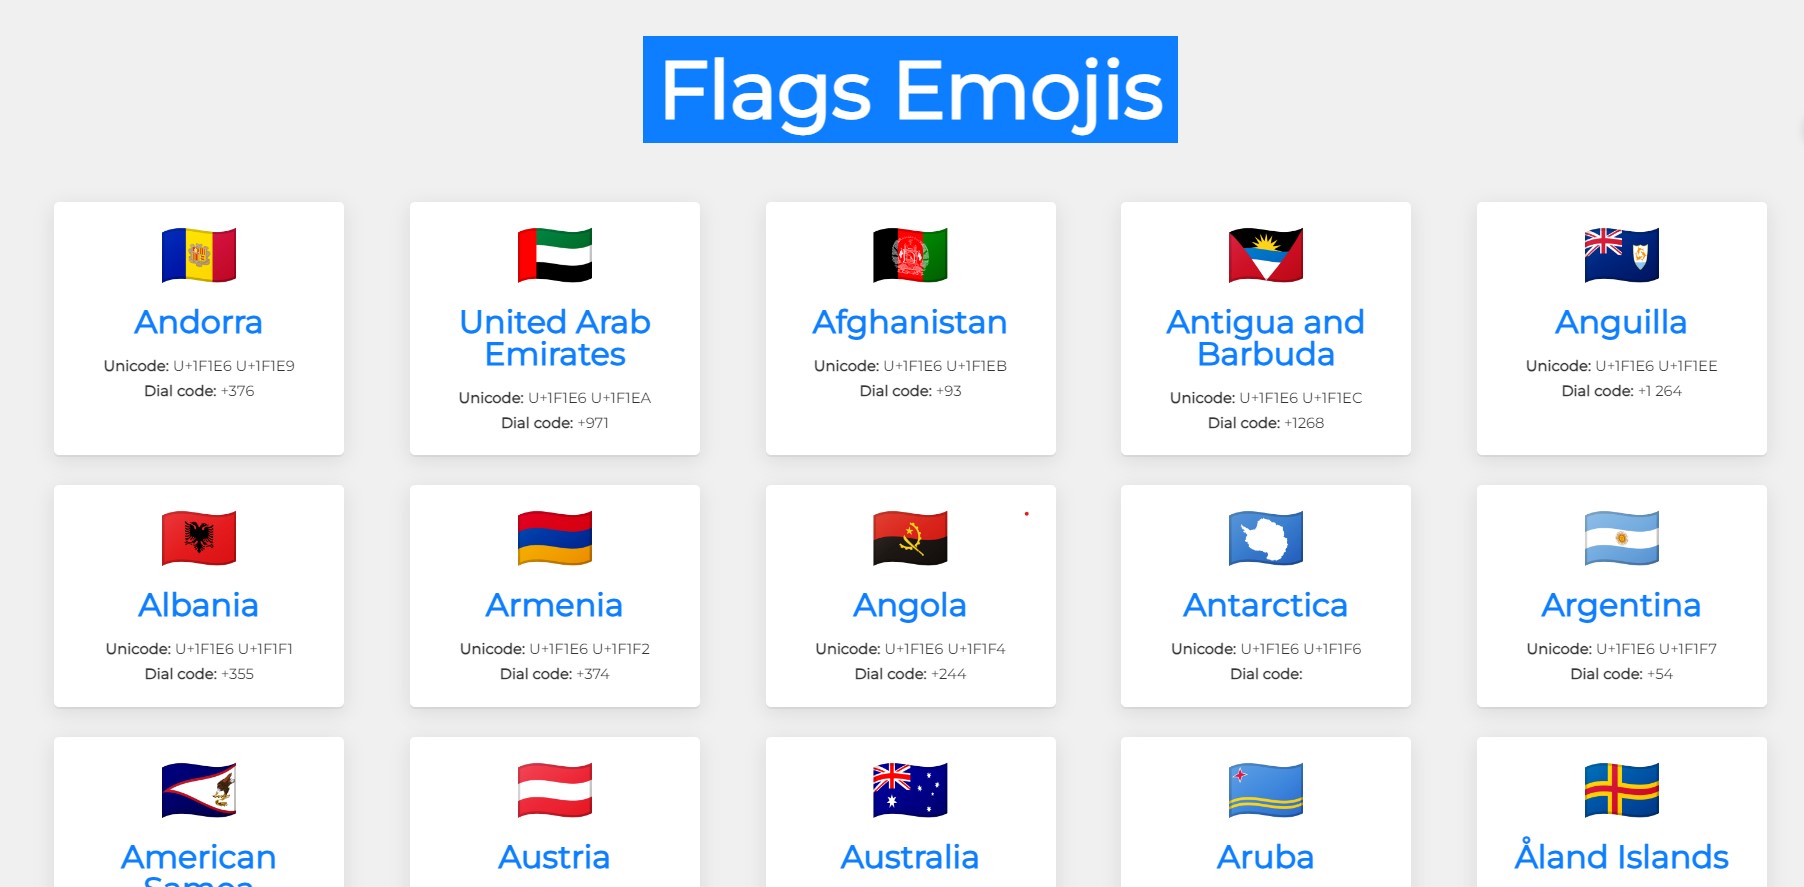 Flags Emojis
Andorra
Unicode: U+1F1E6 U+1F1E9
Dial code: +376
United Arab
Emirates
Unicode: U+1F1E6 U+1F1EA
Dial code: +971
Afghanistan
Unicode: U+1F1E6 U+1F1EB
Dial code: +93
Antigua and
Barbuda
Unicode: U+1F1E6 U+1F1EC
Dial code: +1268
Anguilla
Unicode: U+1F1E6 U+1F1EE
Dial code: +1 264
Albania
Unicode: U+1F1E6 U+1F1F1
Dial code: +355
Armenia
Unicode: U+1F1E6 U+1F1F2
Dial code: +374
Angola
Unicode: U+1F1E6 U+1F1F4
Dial code: +244
Antarctica
Unicode: U+1F1E6 U+1F1F6
Dial code:
Argentina
Unicode: U+1F1E6 U+1F1F7
Dial code: +54
American
Samoa
Austria
Australia
Aruba
Åland Islands